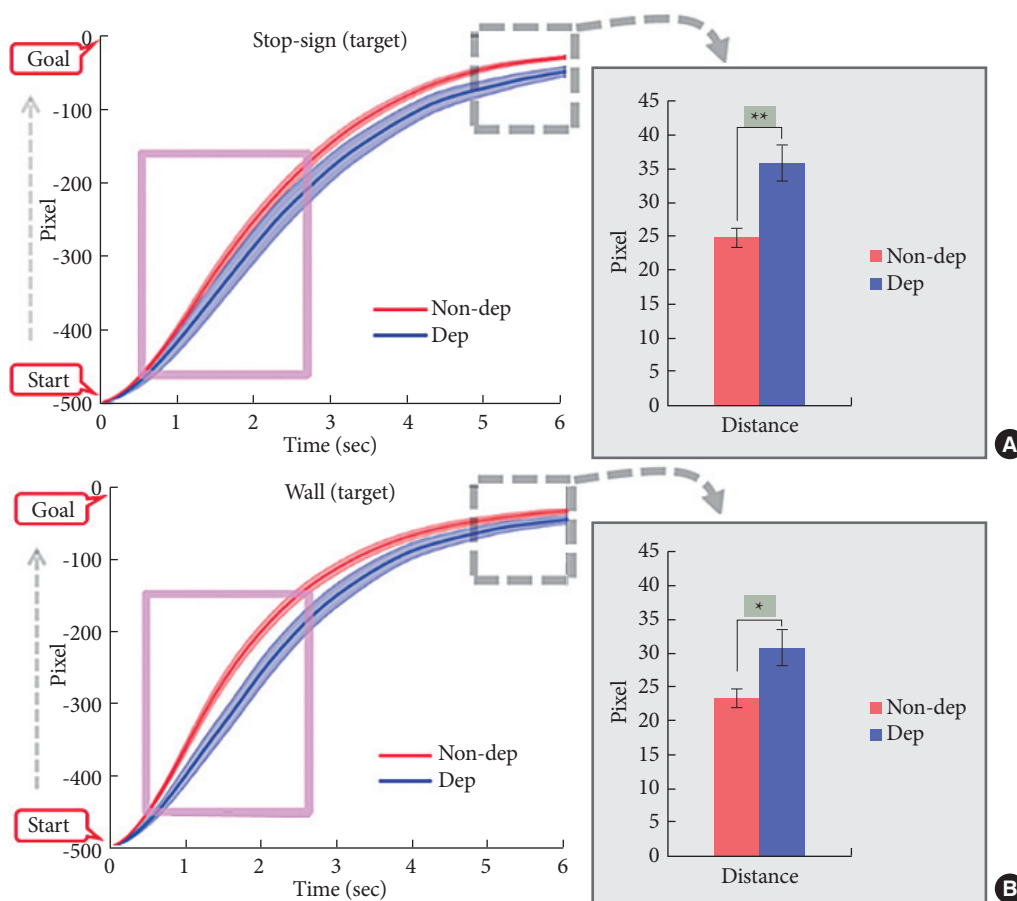 Stop-sign (target)
Goal
Start
Pixel
0
-100
-200
-300
-400
-500
0 1 2 3 4 5 6
Time (sec)
Non-dep
Dep
45
40
35
30
25
20
15
10
5
0
Pixel
**
Distance
Non-dep
Dep
A
Wall (target)
Goal
Start
Pixel
0
-100
-200
-300
-400
-500
0 1 2 3 4 5 6
Time (sec)
Non-dep
Dep
45
40
35
30
25
20
15
10
5
0
Pixel
*
Distance
Non-dep
Dep
B